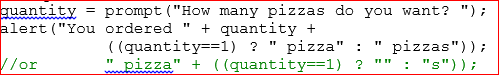 quantity = prompt("How many pizzas do you want? ");
alert("You ordered " + quantity +
((quantity==1) ? " pizza" : " pizzas"));
//or " pizza" + ((quantity==1) ? "" : "s"));